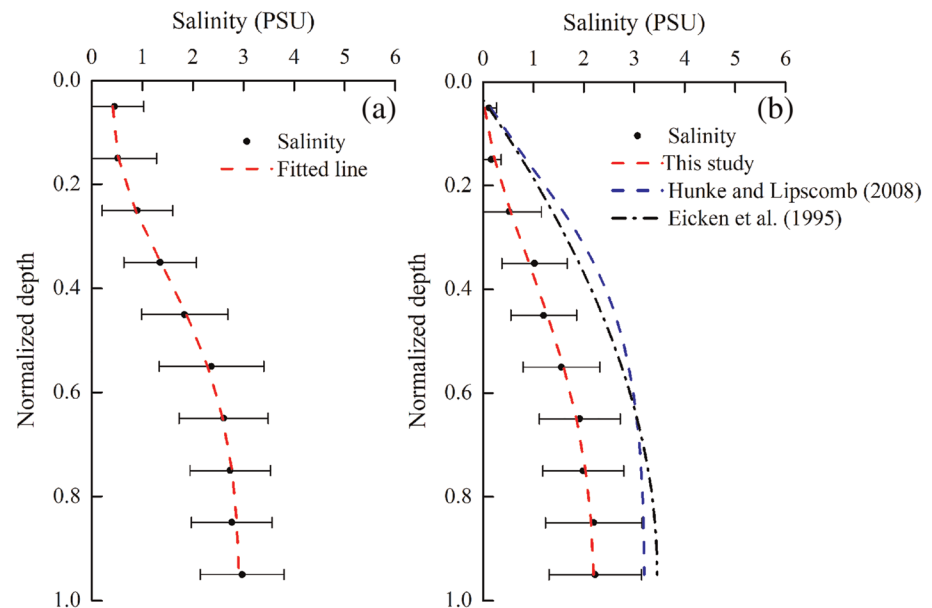 Salinity (PSU)
0 1 2 3 4 5 6
0.0
0.2
0.4
0.6
0.8
1.0
Normalized depth
(a)
Salinity
Fitted line
Salinity (PSU)
0 1 2 3 4 5 6
0.0
0.2
0.4
0.6
0.8
1.0
Normalized depth
(b)
Salinity
This study
Hunke and Lipscomb (2008)
Eicken et al. (1995)